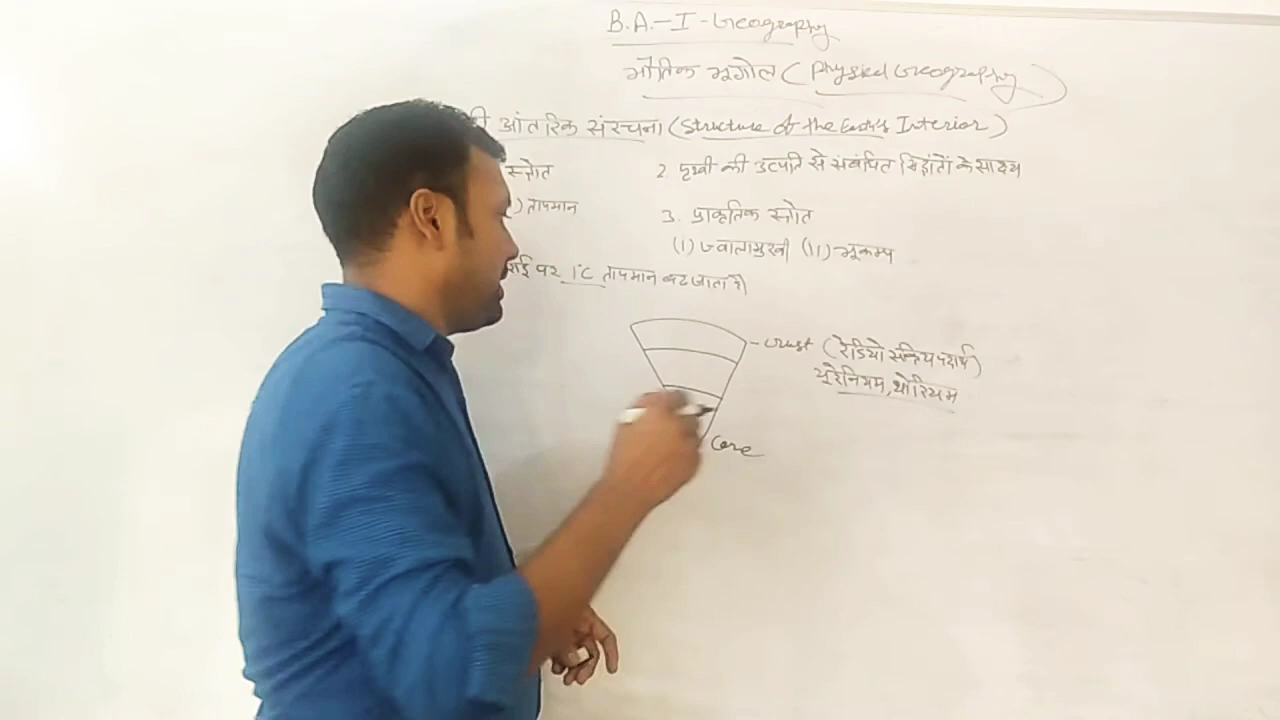 B.A.-I-Geography
भौतिक भूगोल (Physical Geography)
की आंतरिक संरचना (Structure of the Earth's Interior)
स्त्रोत
2. पृथ्वी की उत्पत्ति से संबंधित सिद्वांतों के साक्ष्य
) तापमान
3. प्राकृतिक स्त्रोत
(I) ज्वालामुखी (II) भूकम्प
पर 1°C तापमान बढ जाता है।
crust (रेडियो सक्रिय पदार्थ)
यूरेनियम, थोरियम
Core